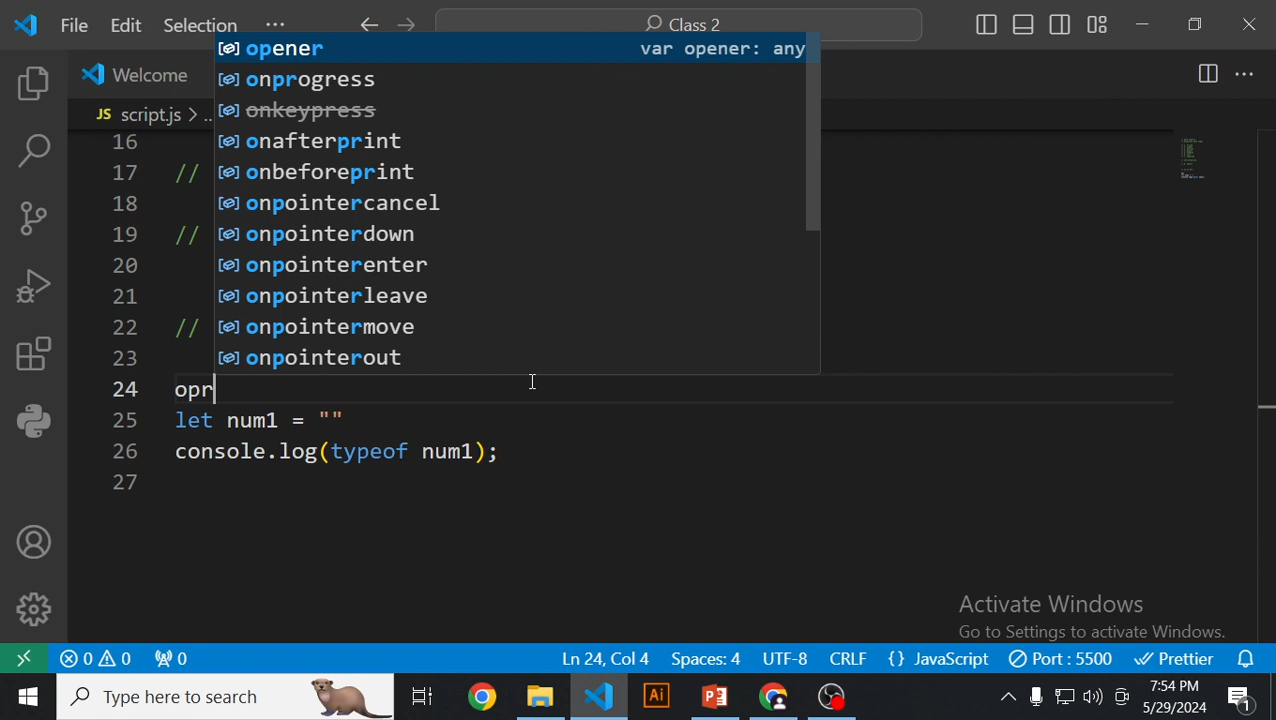 File Edit Selection ··· Class 2
opener var opener: any
Welcome
onprogress
onkeypress
JS script.js > ..
onafterprint
16
onbeforeprint
17 //
onpointercancel
18
onpointerdown
19 //
onpointerenter
20
onpointerleave
21
onpointermove
22 //
onpointerout
23
24 opr
25 let num1 = ""
26 console.log(typeof num1);
27
Activate Windows
Go to Settings to activate Windows.
0 0 0 Ln 24, Col 4 Spaces: 4 UTF-8 CRLF {} JavaScript Port : 5500 Prettier
Type here to search
Ai
P
7:54 PM
5/29/2024
1